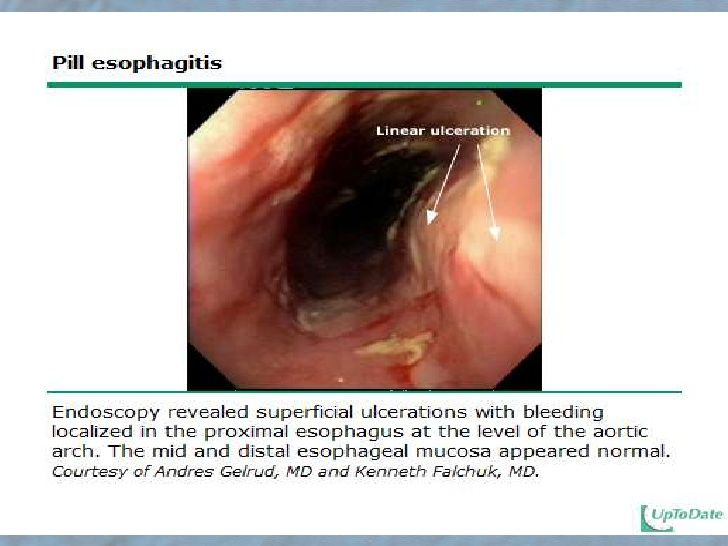 Pill esophagitis
Linear ulceration
Endoscopy revealed superficial ulcerations with bleeding
localized in the proximal esophagus at the level of the aortic
arch. The mid and distal esophageal mucosa appeared normal.
Courtesy of Andres Gelrud, MD and Kenneth Falchuk, MD.
UpToDate